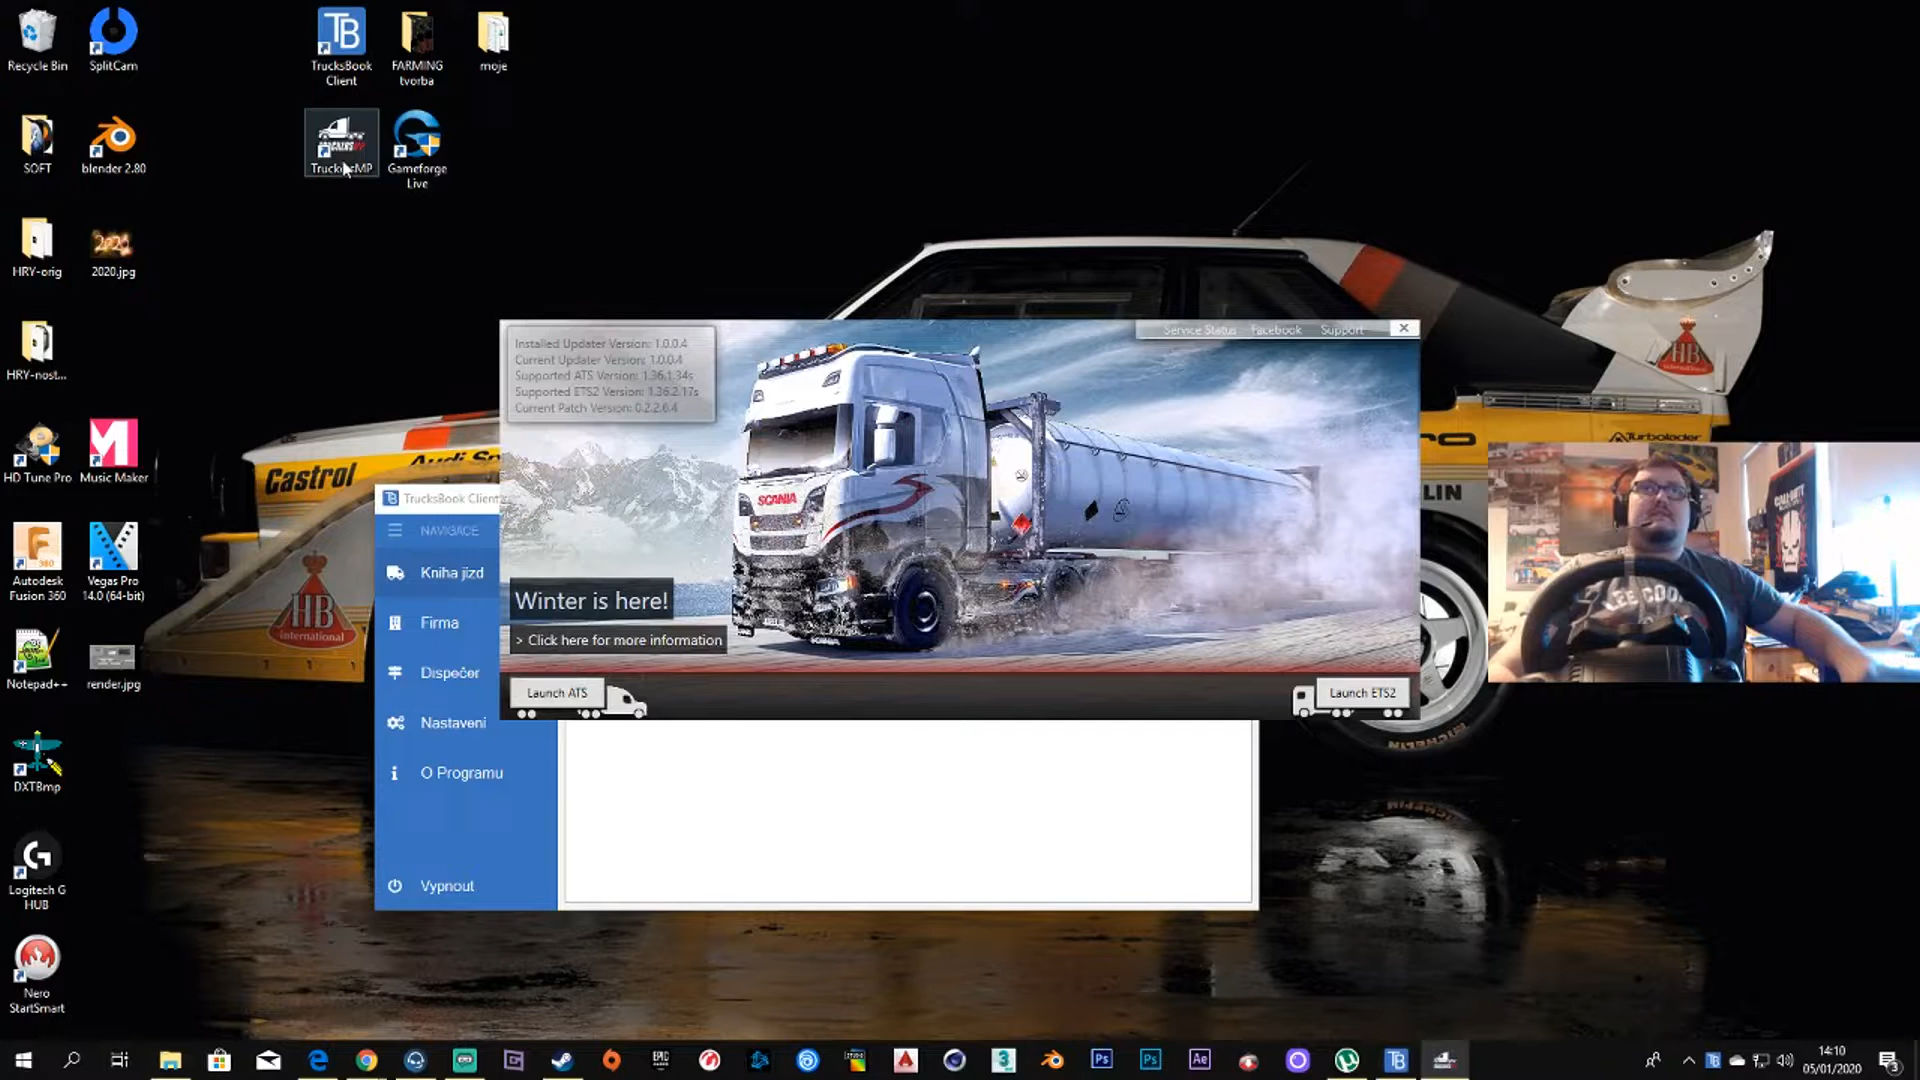 Recycle Bin
SplitCam
TrucksBook
Client
FARMING
tvorba
moje
SOFT
blender 2.80
Gameforge
Live
HRY-orig
2020.jpg
HRY-nost...
HD Tune Pro
Music Maker
Autodesk
Fusion 360
Vegas Pro
14.0 (64-bit)
Notepad++
render.jpg
DXTBmp
Logitech G
HUB
Nero
StartSmart
Installed Updater Version: 1.0.0.4
Current Updater Version: 1.0.0.4
Supported ATS Version: 1.36.1.34s
Supported ETS2 Version: 1.36.2.17s
Current Patch Version: 0.2.2.6.4
Service Status
Facebook
Support
SCANIA
Winter is here!
> Click here for more information
Launch ATS
Launch ETS2
TrucksBook Client
NAVIGACE
Kniha jízd
Firma
Dispečer
Nastavení
O Programu
Vypnout
Castrol
HB
international
HB
international
14:10
05/01/2020